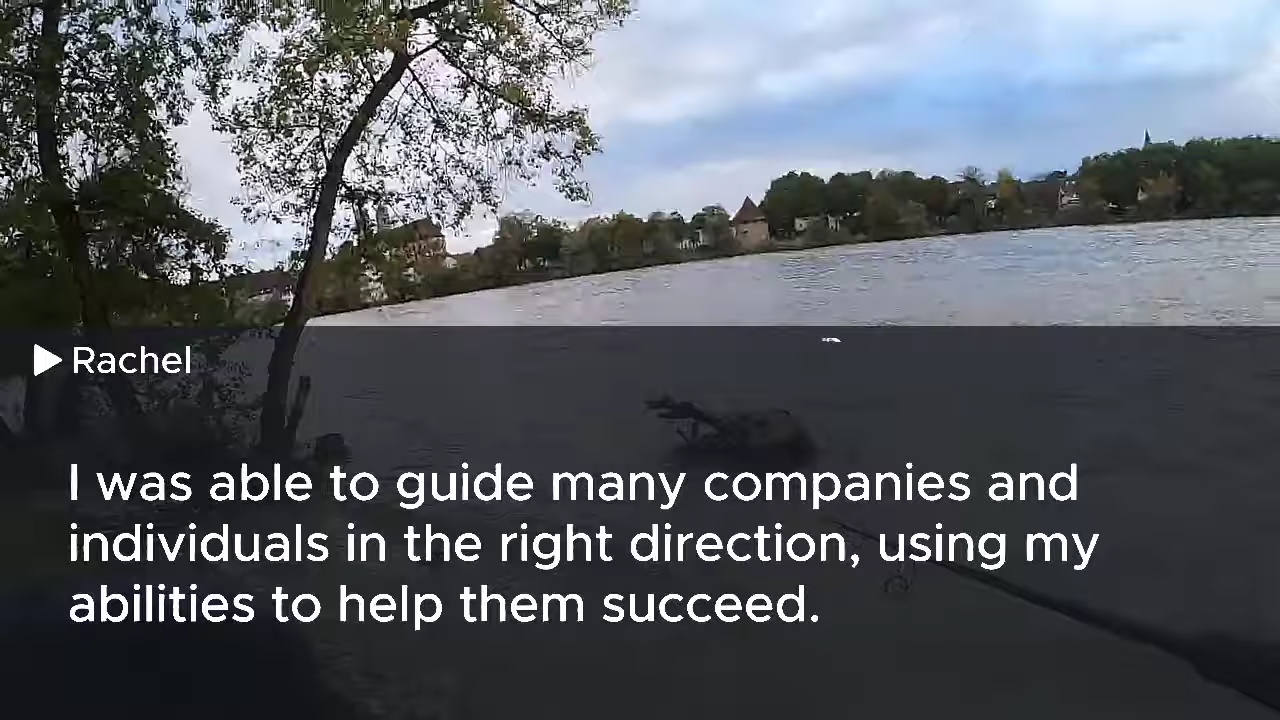 Rachel
I was able to guide many companies and
individuals in the right direction, using my
abilities to help them succeed.